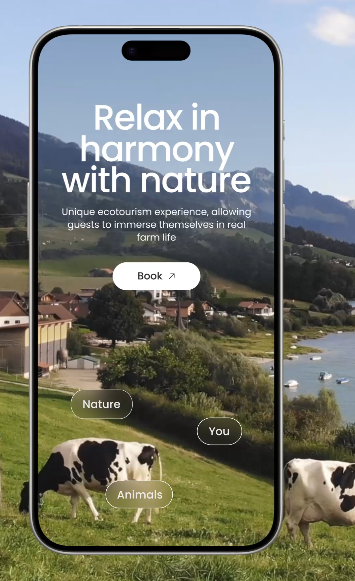 Relax in
harmony
with nature
Unique ecotourism experience, allowing
guests to immerse themselves in real
farm life
Book ↗
Nature
You
Animals